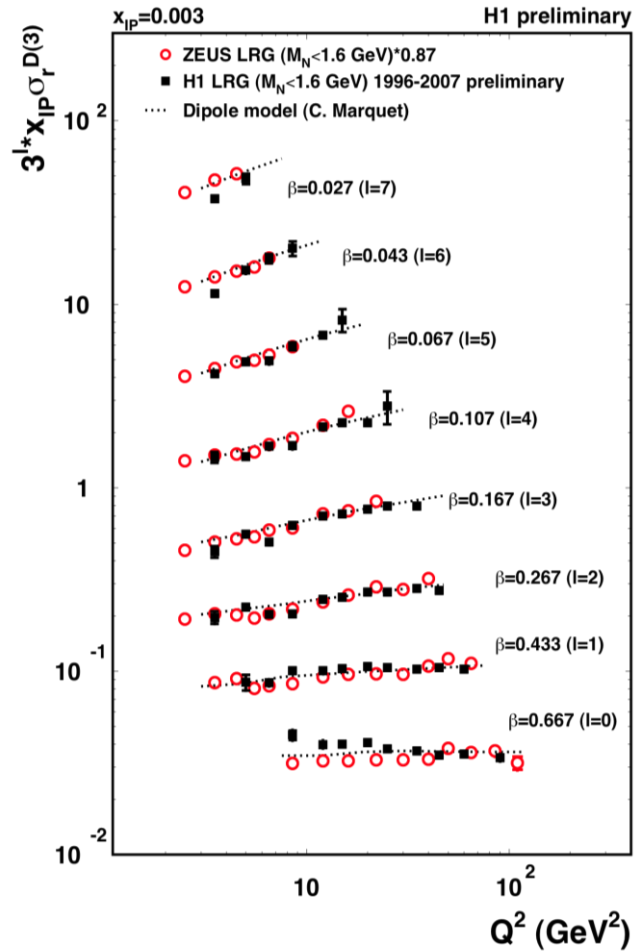 x_IP=0.003 H1 preliminary
ZEUS LRG (M_N<1.6 GeV)*0.87
H1 LRG (M_N<1.6 GeV) 1996-2007 preliminary
Dipole model (C. Marquet)
3^l*x_IP σ_r^D(3)
10^2
β=0.027 (l=7)
β=0.043 (l=6)
10
β=0.067 (l=5)
β=0.107 (l=4)
1
β=0.167 (l=3)
β=0.267 (l=2)
β=0.433 (l=1)
10^-1
β=0.667 (l=0)
10^-2
10 10^2
Q^2 (GeV^2)